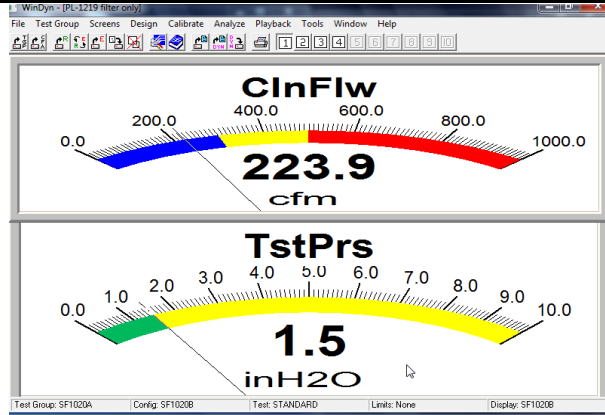 WinDyn - [PL-1219 filter only]
File Test Group Screens Design Calibrate Analyze Playback Tools Window Help
1 2 3 4 5 6 7 8 9 10
ClnFlw
0.0 200.0 400.0 600.0 800.0 1000.0
223.9
cfm
TstPrs
0.0 1.0 2.0 3.0 4.0 5.0 6.0 7.0 8.0 9.0 10.0
1.5
inH2O
Test Group: SF1020A Config: SF1020B Test: STANDARD Limits: None Display: SF1020B